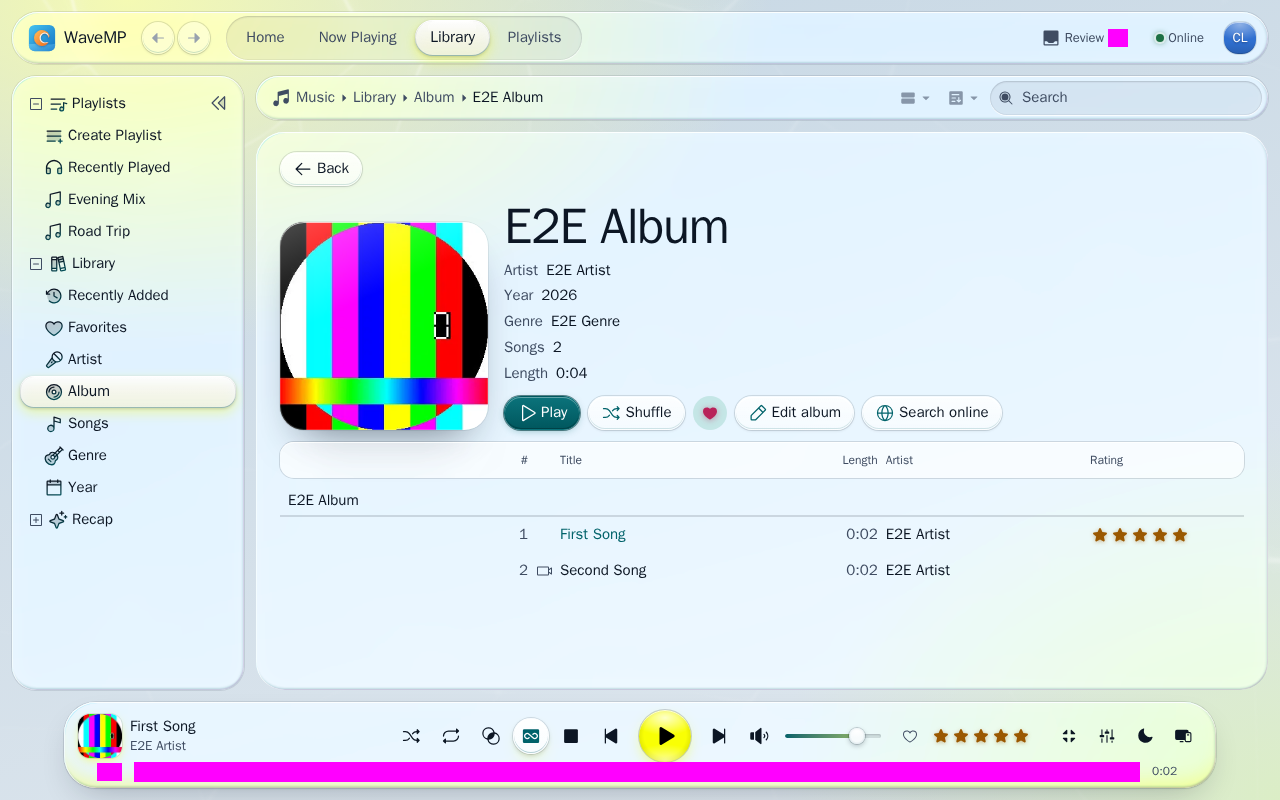 WaveMP
Home
Now Playing
Library
Playlists
Review
Online
CL
Playlists
Create Playlist
Recently Played
Evening Mix
Road Trip
Library
Recently Added
Favorites
Artist
Album
Songs
Genre
Year
Recap
Music
Library
Album
E2E Album
Search
Back
E2E Album
Artist E2E Artist
Year 2026
Genre E2E Genre
Songs 2
Length 0:04
Play
Shuffle
Edit album
Search online
# Title Length Artist Rating
E2E Album
1 First Song 0:02 E2E Artist
2 Second Song 0:02 E2E Artist
First Song
E2E Artist
0:02